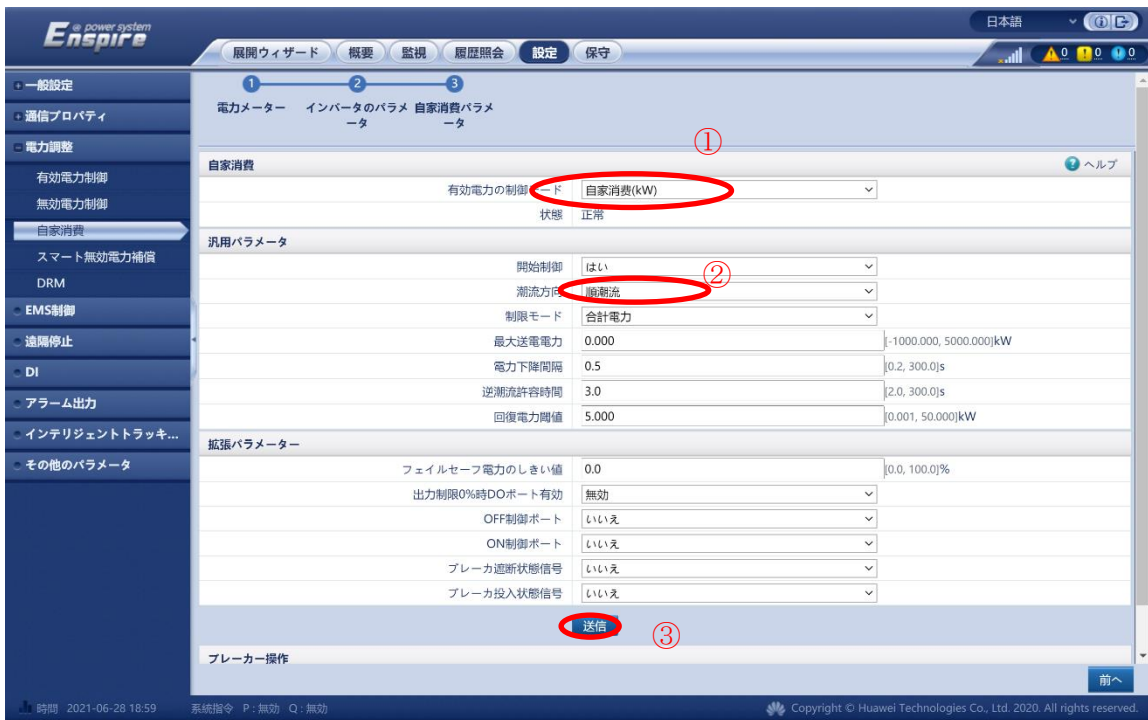 @ power system
Enspire
日本語
展開ウィザード 概要 監視 履歴照会 設定 保守
0 0 0
一般設定
通信プロパティ
電力調整
有効電力制御
無効電力制御
自家消費
スマート無効電力補償
DRM
EMS制御
遠隔停止
DI
アラーム出力
インテリジェントトラッキ...
その他のパラメータ
1 2 3
電力メーター インバータのパラメ 自家消費パラメ
ータ ータ
①
自家消費 ヘルプ
有効電力の制御モード 自家消費(kW)
状態 正常
汎用パラメータ
開始制御 はい
②
潮流方向 順潮流
制限モード 合計電力
最大送電電力 0.000 [-1000.000, 5000.000]kW
電力下降間隔 0.5 [0.2, 300.0]s
逆潮流許容時間 3.0 [2.0, 300.0]s
回復電力閾値 5.000 [0.001, 50.000]kW
拡張パラメーター
フェイルセーフ電力のしきい値 0.0 [0.0, 100.0]%
出力制限0%時DOポート有効 無効
OFF制御ポート いいえ
ON制御ポート いいえ
ブレーカ遮断状態信号 いいえ
ブレーカ投入状態信号 いいえ
送信
③
ブレーカー操作
前へ
時間 2021-06-28 18:59 系統指令 P : 無効 Q : 無効
Copyright © Huawei Technologies Co., Ltd. 2020. All rights reserved.